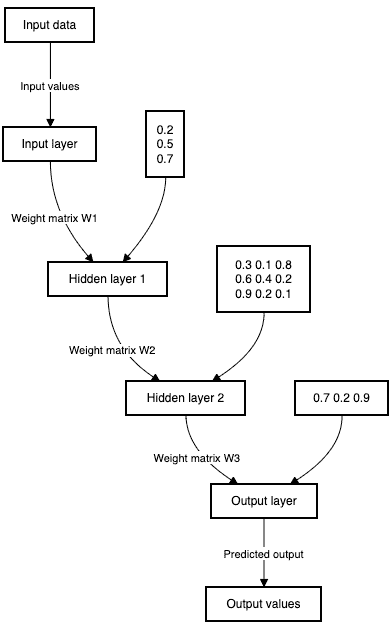 Input data
Input values
Input layer
0.2
0.5
0.7
Weight matrix W1
Hidden layer 1
0.3 0.1 0.8
0.6 0.4 0.2
0.9 0.2 0.1
Weight matrix W2
Hidden layer 2
0.7 0.2 0.9
Weight matrix W3
Output layer
Predicted output
Output values